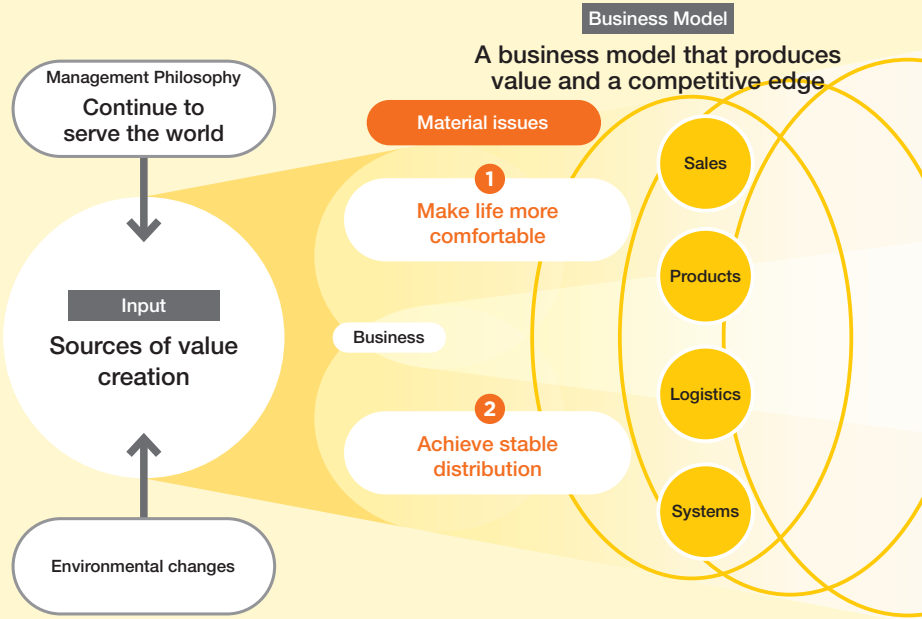 Business Model
A business model that produces
value and a competitive edge
Management Philosophy
Continue to
serve the world
Material issues
1
Make life more
comfortable
Input
Sources of value
creation
Business
2
Achieve stable
distribution
Environmental changes
Sales
Products
Logistics
Systems